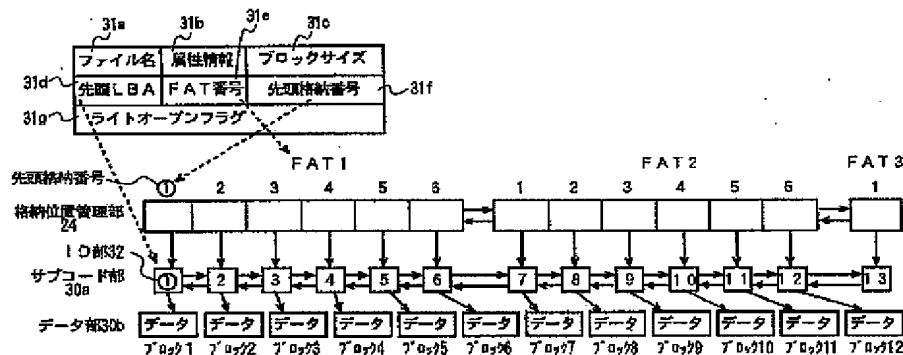 31a 31b 31e 31c
ファイル名 属性情報 ブロックサイズ
31d 先頭LBA FAT番号 先頭格納番号 31f
31g ライトオープンフラグ
FAT1 FAT2 FAT3
先頭格納番号 ① 2 3 4 5 6 1 2 3 4 5 6 1
格納位置管理部
24
ID部32
サブコード部 ① 2 3 4 5 6 7 8 9 10 11 12 13
30a
データ部30b データ データ データ データ データ データ データ データ データ データ データ データ
ブロック1 ブロック2 ブロック3 ブロック4 ブロック5 ブロック6 ブロック7 ブロック8 ブロック9 ブロック10 ブロック11 ブロック12